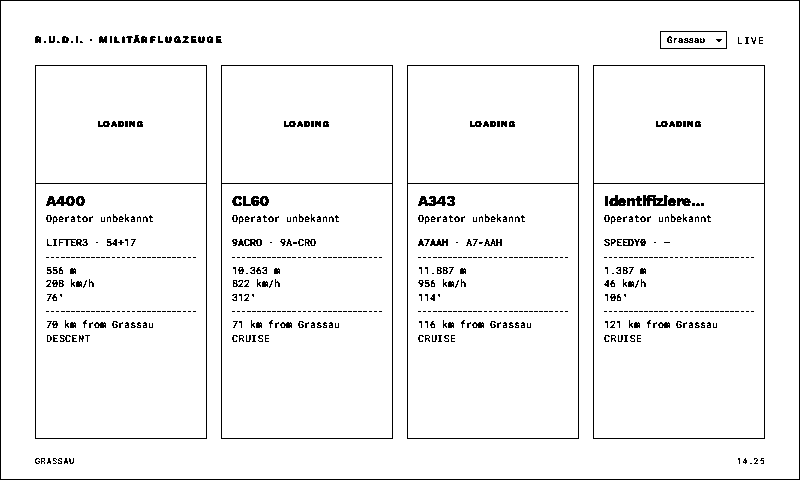 R.U.D.I. · MILITÄRFLUGZEUGE
Grassau
LIVE
LOADING
A400
Operator unbekannt
LIFTER3 · 54+17
556 m
208 km/h
76°
70 km from Grassau
DESCENT
LOADING
CL60
Operator unbekannt
9ACRO · 9A-CRO
10.363 m
822 km/h
312°
71 km from Grassau
CRUISE
LOADING
A343
Operator unbekannt
A7AAH · A7-AAH
11.887 m
956 km/h
114°
116 km from Grassau
CRUISE
LOADING
Identifiziere...
Operator unbekannt
SPEEDY0 · —
1.387 m
46 km/h
106°
121 km from Grassau
CRUISE
GRASSAU
14.25